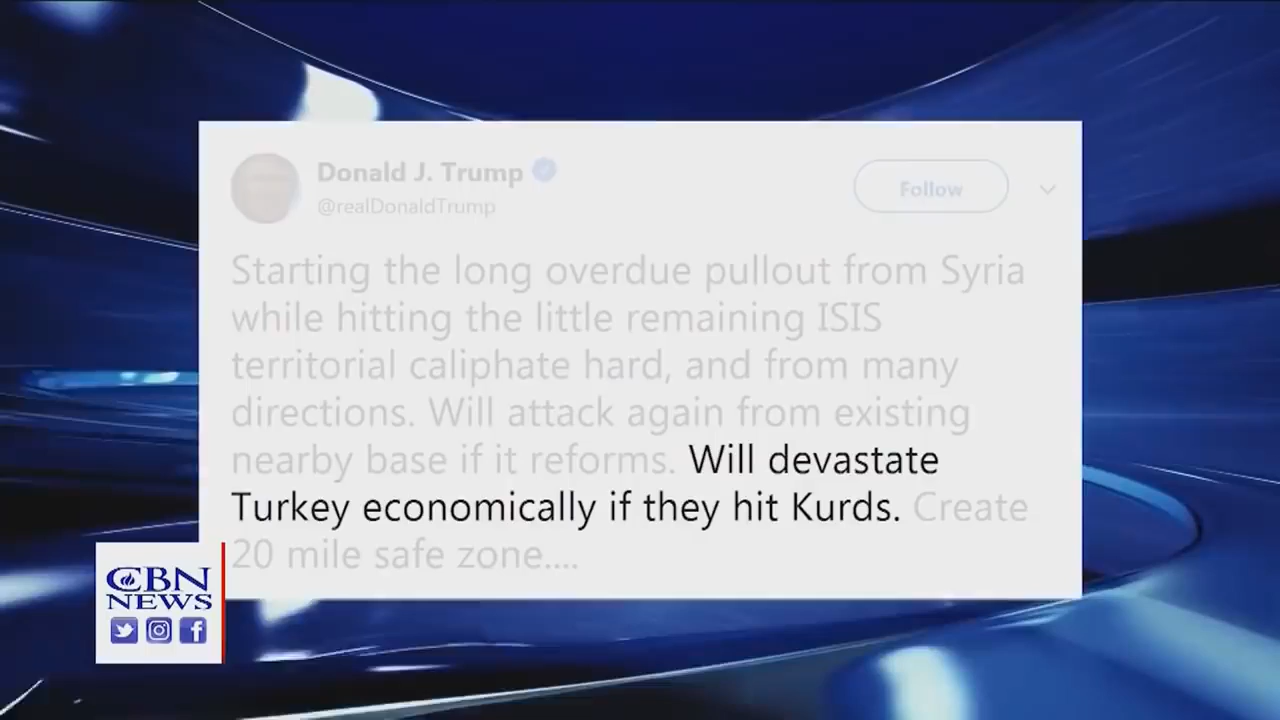 Donald J. Trump
@realDonaldTrump
Follow
Starting the long overdue pullout from Syria
while hitting the little remaining ISIS
territorial caliphate hard, and from many
directions. Will attack again from existing
nearby base if it reforms. Will devastate
Turkey economically if they hit Kurds. Create
20 mile safe zone....
CBN
NEWS